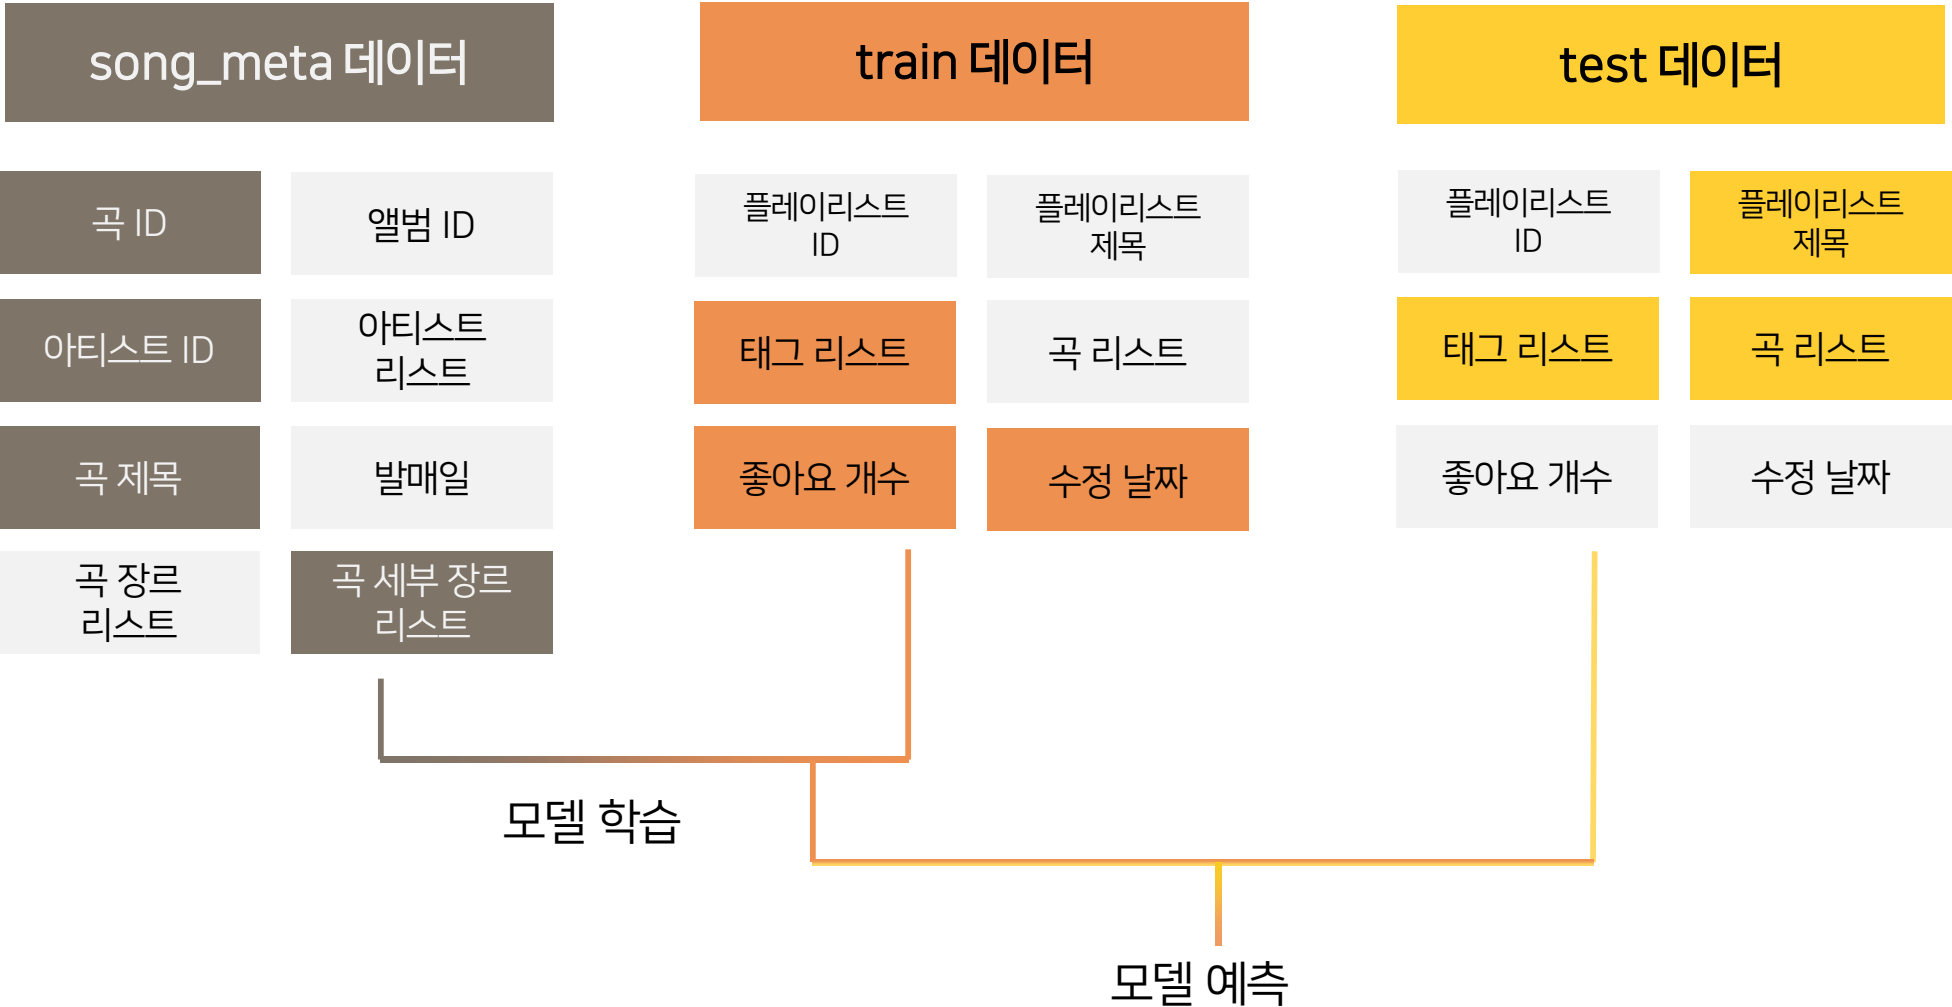 song_meta 데이터
곡 ID
앨범 ID
아티스트 ID
아티스트
리스트
곡 제목
발매일
곡 장르
리스트
곡 세부 장르
리스트
train 데이터
플레이리스트
ID
플레이리스트
제목
태그 리스트
곡 리스트
좋아요 개수
수정 날짜
test 데이터
플레이리스트
ID
플레이리스트
제목
태그 리스트
곡 리스트
좋아요 개수
수정 날짜
모델 학습
모델 예측